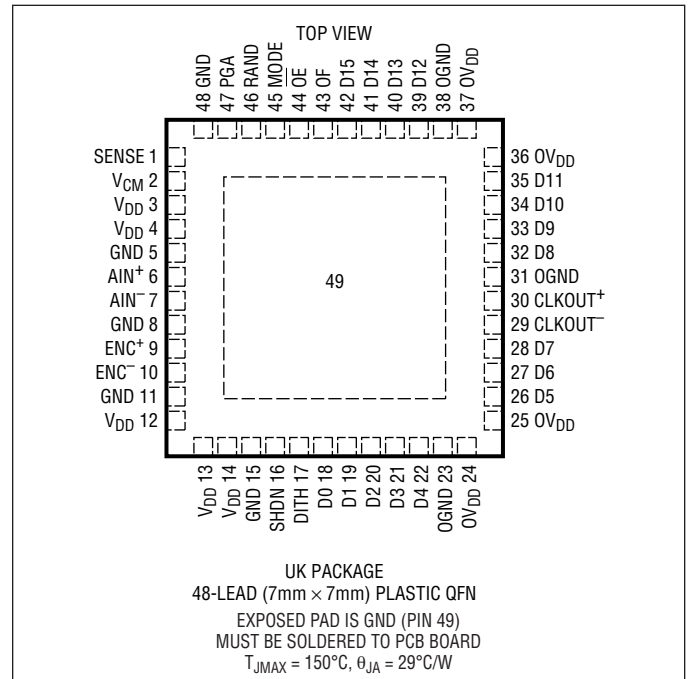 TOP VIEW
48 GND
47 PGA
46 RAND
45 MODE
44 O̅E̅
43 OF
42 D15
41 D14
40 D13
39 D12
38 OGND
37 OVDD
SENSE 1
VCM 2
VDD 3
VDD 4
GND 5
AIN+ 6
AIN– 7
GND 8
ENC+ 9
ENC– 10
GND 11
VDD 12
49
36 OVDD
35 D11
34 D10
33 D9
32 D8
31 OGND
30 CLKOUT+
29 CLKOUT–
28 D7
27 D6
26 D5
25 OVDD
VDD 13
VDD 14
GND 15
SHDN 16
DITH 17
D0 18
D1 19
D2 20
D3 21
D4 22
OGND 23
OVDD 24
UK PACKAGE
48-LEAD (7mm × 7mm) PLASTIC QFN
EXPOSED PAD IS GND (PIN 49)
MUST BE SOLDERED TO PCB BOARD
TJMAX = 150°C, θJA = 29°C/W